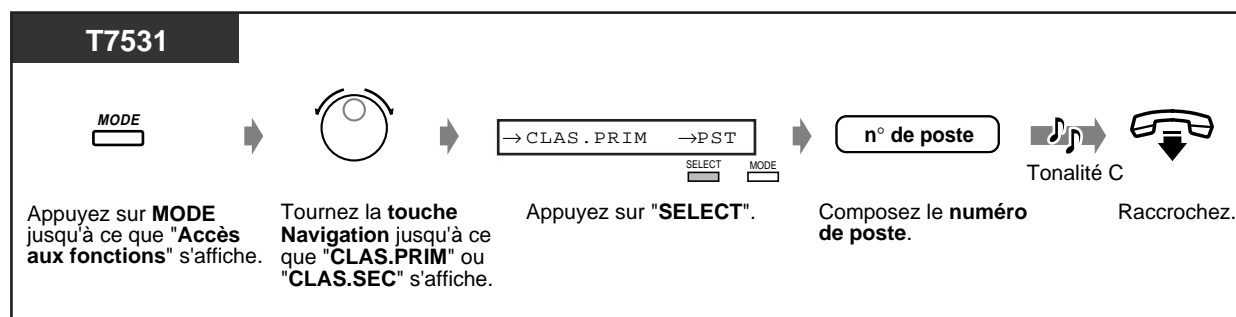 T7531
MODE
→CLAS.PRIM →PST
SELECT MODE
n° de poste
Tonalité C
Appuyez sur MODE
jusqu'à ce que "Accès
aux fonctions" s'affiche.
Tournez la touche
Navigation jusqu'à ce
que "CLAS.PRIM" ou
"CLAS.SEC" s'affiche.
Appuyez sur "SELECT".
Composez le numéro
de poste.
Raccrochez.